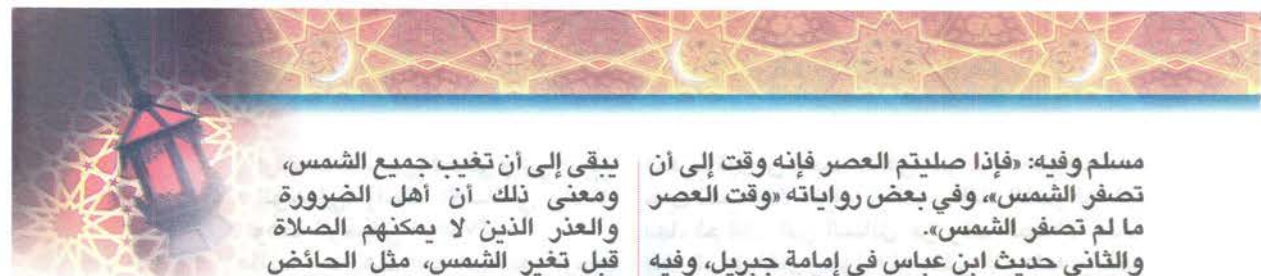 مسلم وفيه: «فإذا صليتم العصر فإنه وقت إلى أن
تصفر الشمس»، وفي بعض رواياته «وقت العصر
ما لم تصفر الشمس».
والثاني حديث ابن عباس في إمامة جبريل، وفيه
يبقى إلى أن تغيب جميع الشمس،
ومعنى ذلك أن أهل الضرورة
والعذر الذين لا يمكنهم الصلاة
قبل تغير الشمس، مثل الحائض